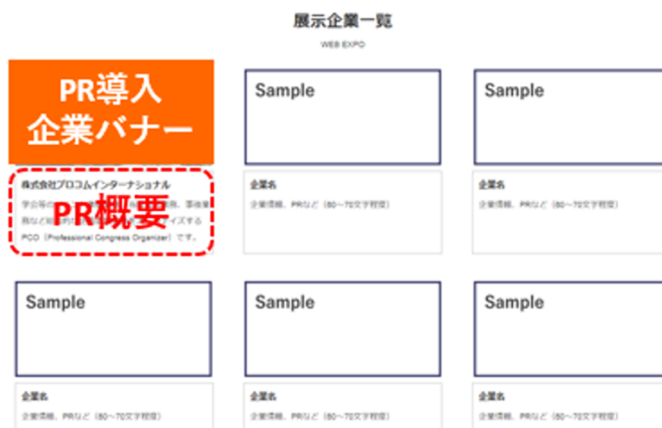 展示企業一覧
WEB EXPO
PR導入
企業バナー
Sample
Sample
株式会社プロコムインターナショナル
PR概要
学会等の
PCO（Professional Congress Organizer）です。
企業名
企業情報、PRなど（60～70文字程度）
企業名
企業情報、PRなど（60～70文字程度）
Sample
Sample
Sample
企業名
企業情報、PRなど（60～70文字程度）
企業名
企業情報、PRなど（60～70文字程度）
企業名
企業情報、PRなど（60～70文字程度）